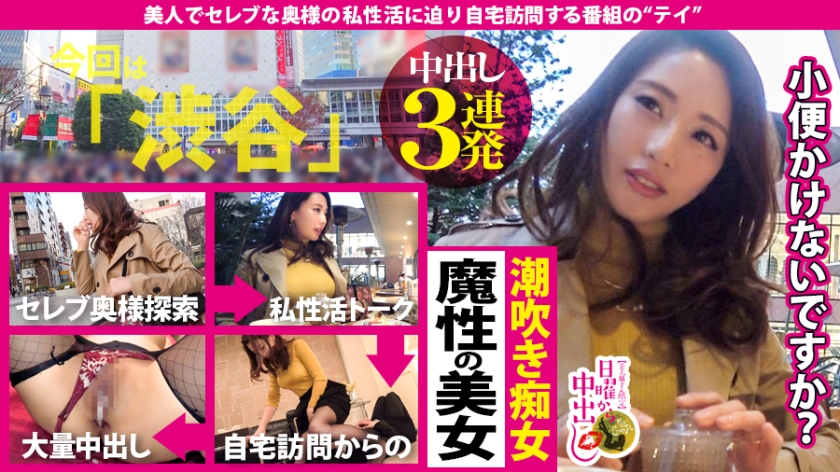 美人でセレブな奥様の私性活に迫り自宅訪問する番組の“テイ”
今回は
「渋谷」
中出し
3連発
小便かけないですか?
セレブ奥様探索
私性活トーク
大量中出し
自宅訪問からの
潮吹き痴女
魔性の美女
日曜日から
中出し